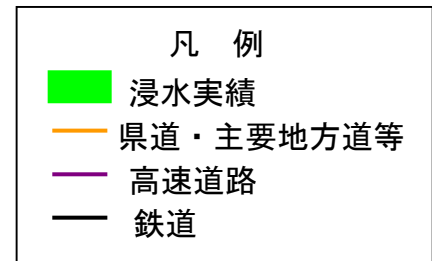 凡　例
浸水実績
県道・主要地方道等
高速道路
鉄道